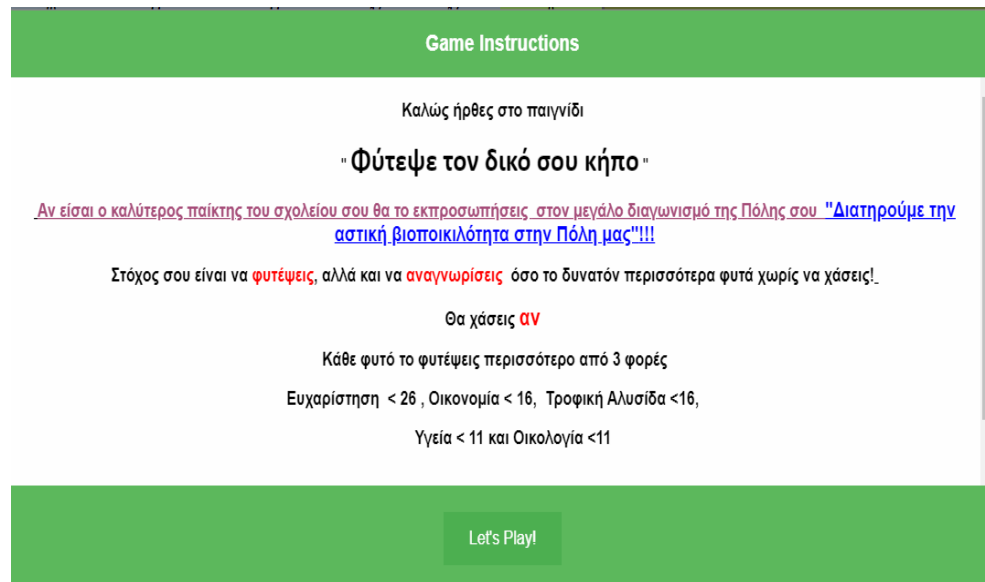 Game Instructions
Καλώς ήρθες στο παιγνίδι
" Φύτεψε τον δικό σου κήπο "
Αν είσαι ο καλύτερος παίκτης του σχολείου σου θα το εκπροσωπήσεις στον μεγάλο διαγωνισμό της Πόλης σου "Διατηρούμε την
αστική βιοποικιλότητα στην Πόλη μας"!!!
Στόχος σου είναι να φυτέψεις, αλλά και να αναγνωρίσεις όσο το δυνατόν περισσότερα φυτά χωρίς να χάσεις!
Θα χάσεις αν
Κάθε φυτό το φυτέψεις περισσότερο από 3 φορές
Ευχαρίστηση < 26 , Οικονομία < 16, Τροφική Αλυσίδα <16,
Υγεία < 11 και Οικολογία <11
Let's Play!